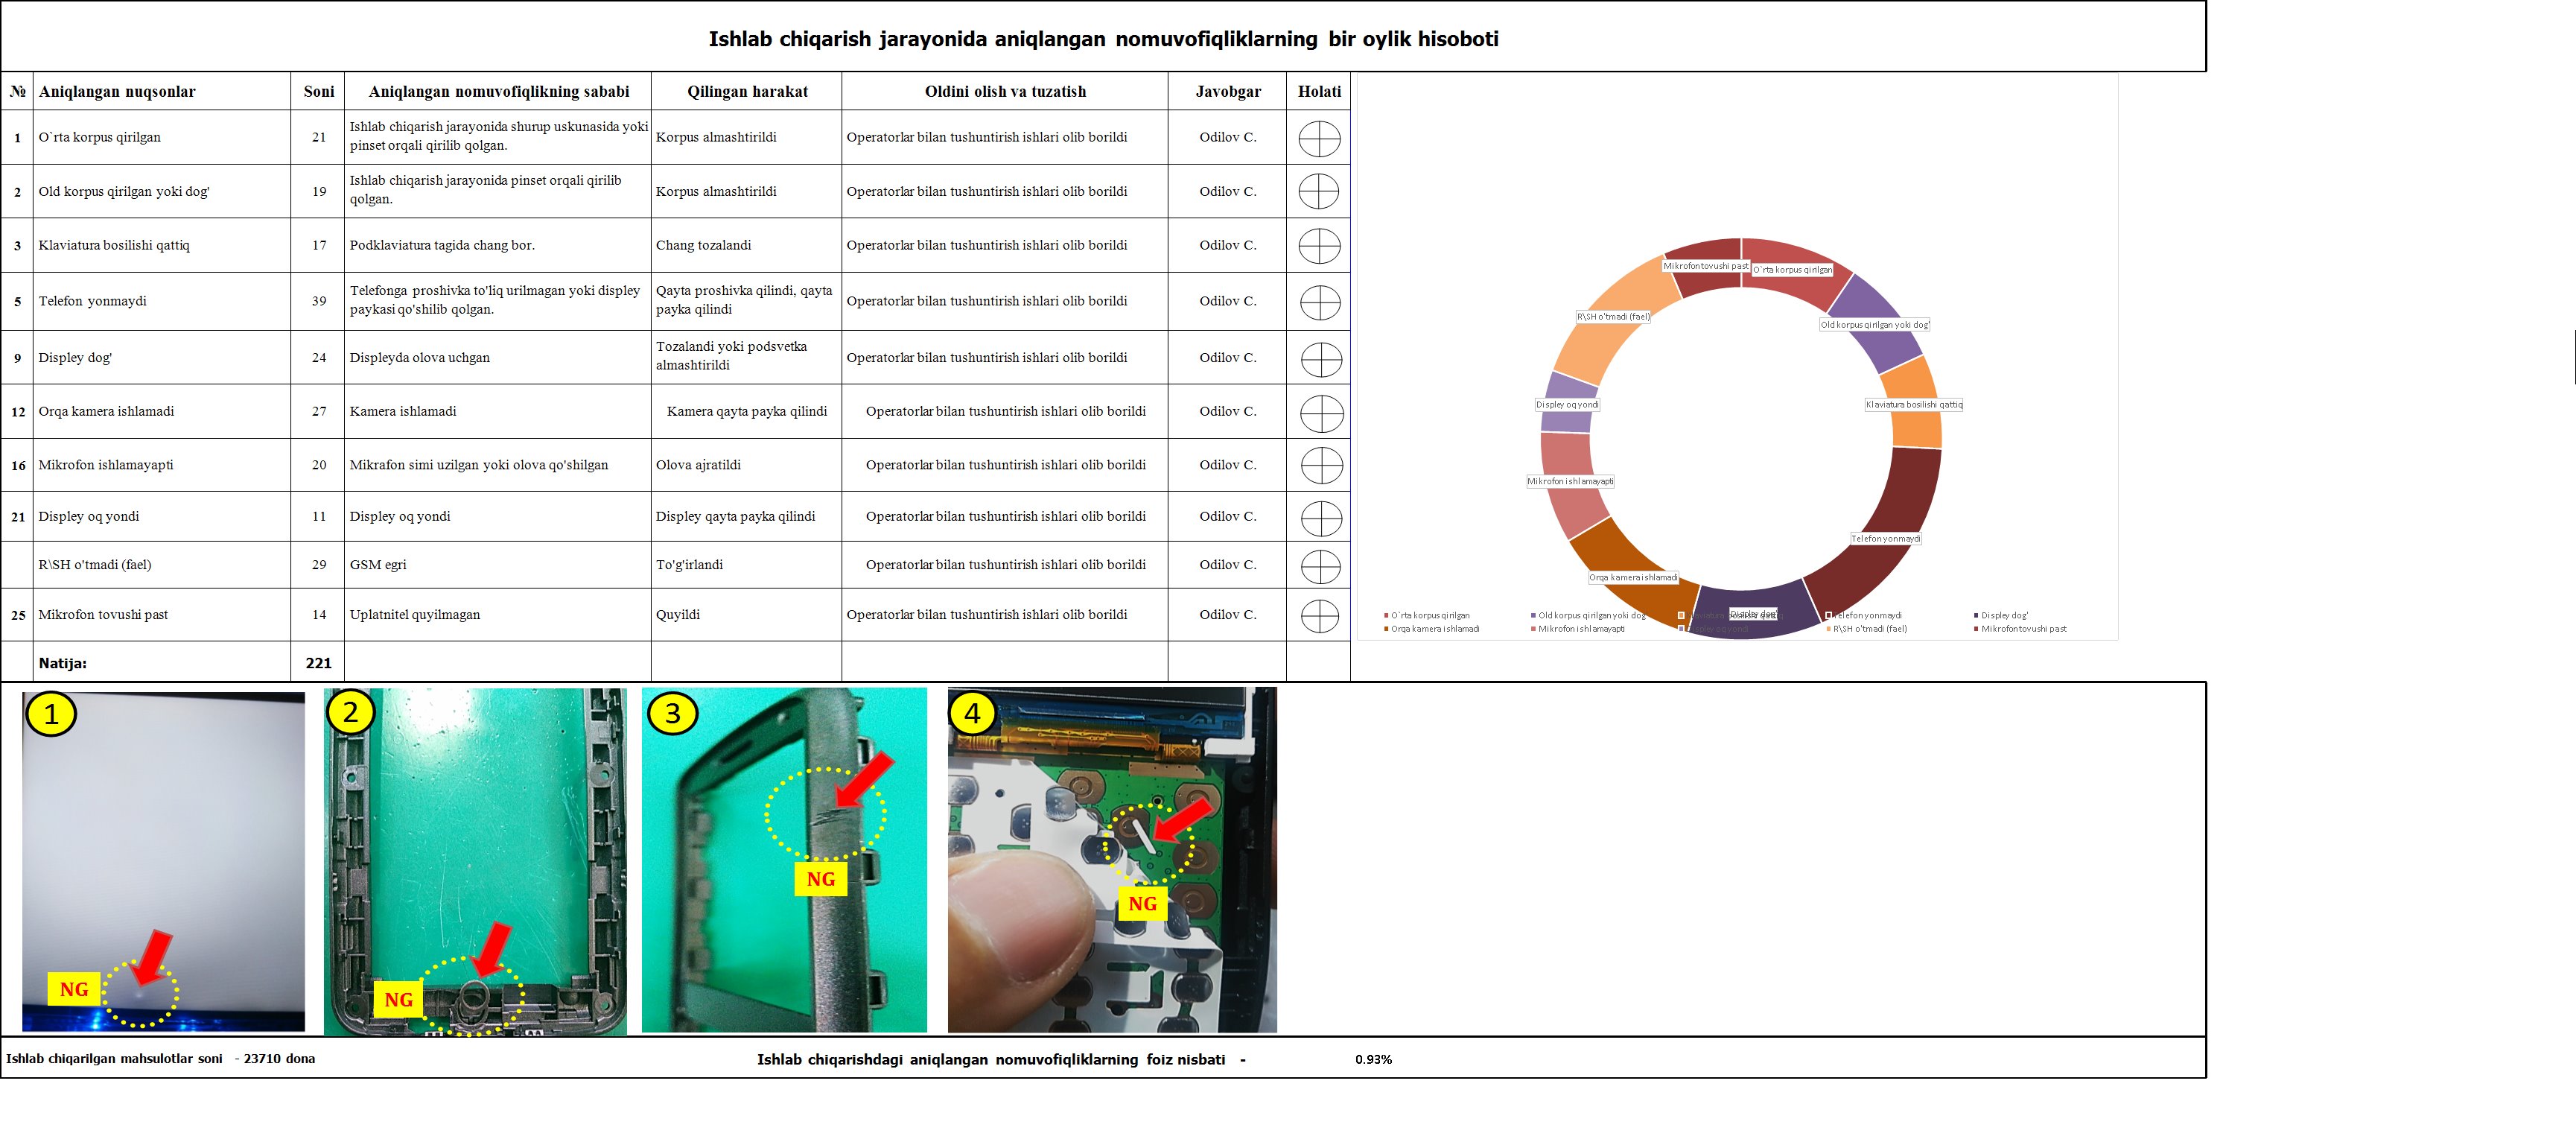 Ishlab chiqarish jarayonida aniqlangan nomuvofiqliklarning bir oylik hisoboti
№ Aniqlangan nuqsonlar Soni Aniqlangan nomuvofiqlikning sababi Qilingan harakat Oldini olish va tuzatish Javobgar Holati
1 O`rta korpus qirilgan 21 Ishlab chiqarish jarayonida shurup uskunasida yoki pinset orqali qirilib qolgan. Korpus almashtirildi Operatorlar bilan tushuntirish ishlari olib borildi Odilov C.
2 Old korpus qirilgan yoki dog' 19 Ishlab chiqarish jarayonida pinset orqali qirilib qolgan. Korpus almashtirildi Operatorlar bilan tushuntirish ishlari olib borildi Odilov C.
3 Klaviatura bosilishi qattiq 17 Podklaviatura tagida chang bor. Chang tozalandi Operatorlar bilan tushuntirish ishlari olib borildi Odilov C.
5 Telefon yonmaydi 39 Telefonga proshivka to'liq urilmagan yoki displey paykasi qo'shilib qolgan. Qayta proshivka qilindi, qayta payka qilindi Operatorlar bilan tushuntirish ishlari olib borildi Odilov C.
9 Displey dog' 24 Displeyda olova uchgan Tozalandi yoki podsvetka almashtirildi Operatorlar bilan tushuntirish ishlari olib borildi Odilov C.
12 Orqa kamera ishlamadi 27 Kamera ishlamadi Kamera qayta payka qilindi Operatorlar bilan tushuntirish ishlari olib borildi Odilov C.
16 Mikrofon ishlamayapti 20 Mikrafon simi uzilgan yoki olova qo'shilgan Olova ajratildi Operatorlar bilan tushuntirish ishlari olib borildi Odilov C.
21 Displey oq yondi 11 Displey oq yondi Displey qayta payka qilindi Operatorlar bilan tushuntirish ishlari olib borildi Odilov C.
R\SH o'tmadi (fael) 29 GSM egri To'g'irlandi Operatorlar bilan tushuntirish ishlari olib borildi Odilov C.
25 Mikrofon tovushi past 14 Uplatnitel quyilmagan Quyildi Operatorlar bilan tushuntirish ishlari olib borildi Odilov C.
Natija: 221
Mikrofon tovushi past
O`rta korpus qirilgan
R\SH o'tmadi (fael)
Old korpus qirilgan yoki dog'
Displey oq yondi
Klaviatura bosilishi qattiq
Mikrofon ishlamayapti
Telefon yonmaydi
Orqa kamera ishlamadi
Displey dog'
O`rta korpus qirilgan Old korpus qirilgan yoki dog' Telefon yonmaydi Displey dog'
Orqa kamera ishlamadi Mikrofon ishlamayapti R\SH o'tmadi (fael) Mikrofon tovushi past
1
2
3
4
NG
NG
NG
NG
Ishlab chiqarilgan mahsulotlar soni - 23710 dona
Ishlab chiqarishdagi aniqlangan nomuvofiqliklarning foiz nisbati - 0.93%